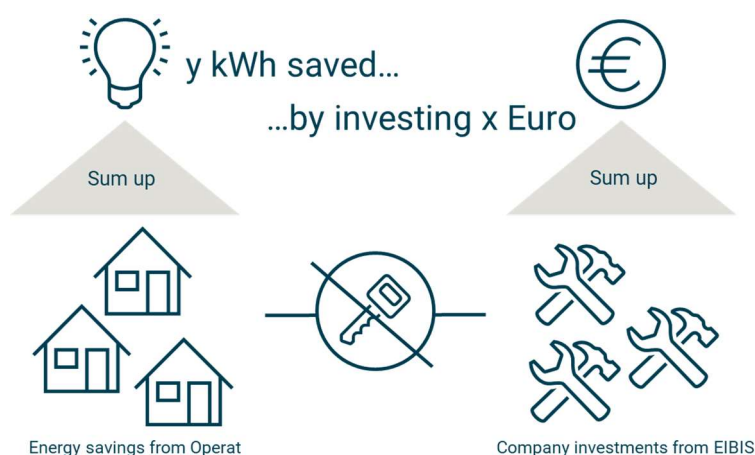 y kWh saved...
...by investing x Euro
Sum up
Sum up
Energy savings from Operat
Company investments from EIBIS